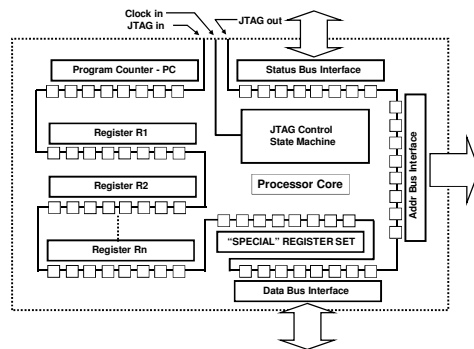 Clock in
JTAG in
JTAG out
Program Counter - PC
Status Bus Interface
Register R1
JTAG Control
State Machine
Addr Bus Interface
Register R2
Processor Core
Register Rn
“SPECIAL” REGISTER SET
Data Bus Interface